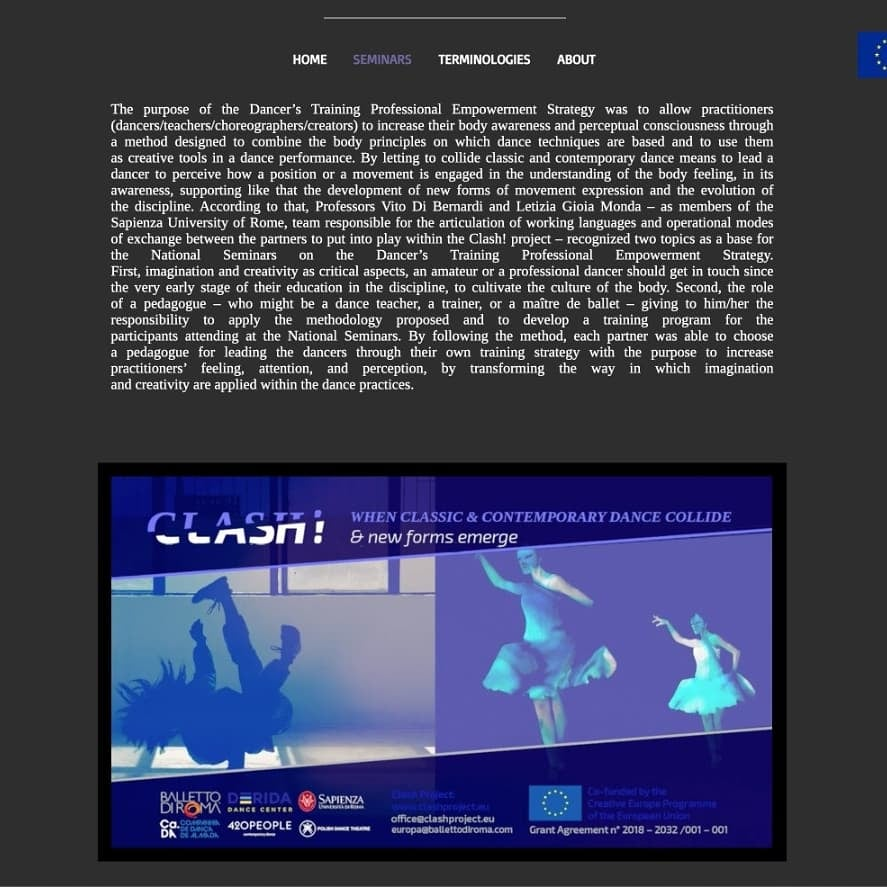 HOME SEMINARS TERMINOLOGIES ABOUT
The purpose of the Dancer’s Training Professional Empowerment Strategy was to allow practitioners
(dancers/teachers/choreographers/creators) to increase their body awareness and perceptual consciousness through
a method designed to combine the body principles on which dance techniques are based and to use them
as creative tools in a dance performance. By letting to collide classic and contemporary dance means to lead a
dancer to perceive how a position or a movement is engaged in the understanding of the body feeling, in its
awareness, supporting like that the development of new forms of movement expression and the evolution of
the discipline. According to that, Professors Vito Di Bernardi and Letizia Gioia Monda – as members of the
Sapienza University of Rome, team responsible for the articulation of working languages and operational modes
of exchange between the partners to put into play within the Clash! project – recognized two topics as a base for
the National Seminars on the Dancer’s Training Professional Empowerment Strategy.
First, imagination and creativity as critical aspects, an amateur or a professional dancer should get in touch since
the very early stage of their education in the discipline, to cultivate the culture of the body. Second, the role
of a pedagogue – who might be a dance teacher, a trainer, or a maître de ballet – giving to him/her the
responsibility to apply the methodology proposed and to develop a training program for the
participants attending at the National Seminars. By following the method, each partner was able to choose
a pedagogue for leading the dancers through their own training strategy with the purpose to increase
practitioners’ feeling, attention, and perception, by transforming the way in which imagination
and creativity are applied within the dance practices.
CLASH!
WHEN CLASSIC & CONTEMPORARY DANCE COLLIDE
& new forms emerge
BALLETTO DI ROMA
DERIDA DANCE CENTER
SAPIENZA UNIVERSITÀ DI ROMA
Ca.DA COMPANHIA DE DANÇA DE ALMADA
420PEOPLE contemporary dance
POLISH DANCE THEATRE
Clash Project:
www.clashproject.eu
office@clashproject.eu
europa@ballettodiroma.com
Co-funded by the
Creative Europe Programme
of the European Union
Grant Agreement n° 2018 – 2032 /001 – 001